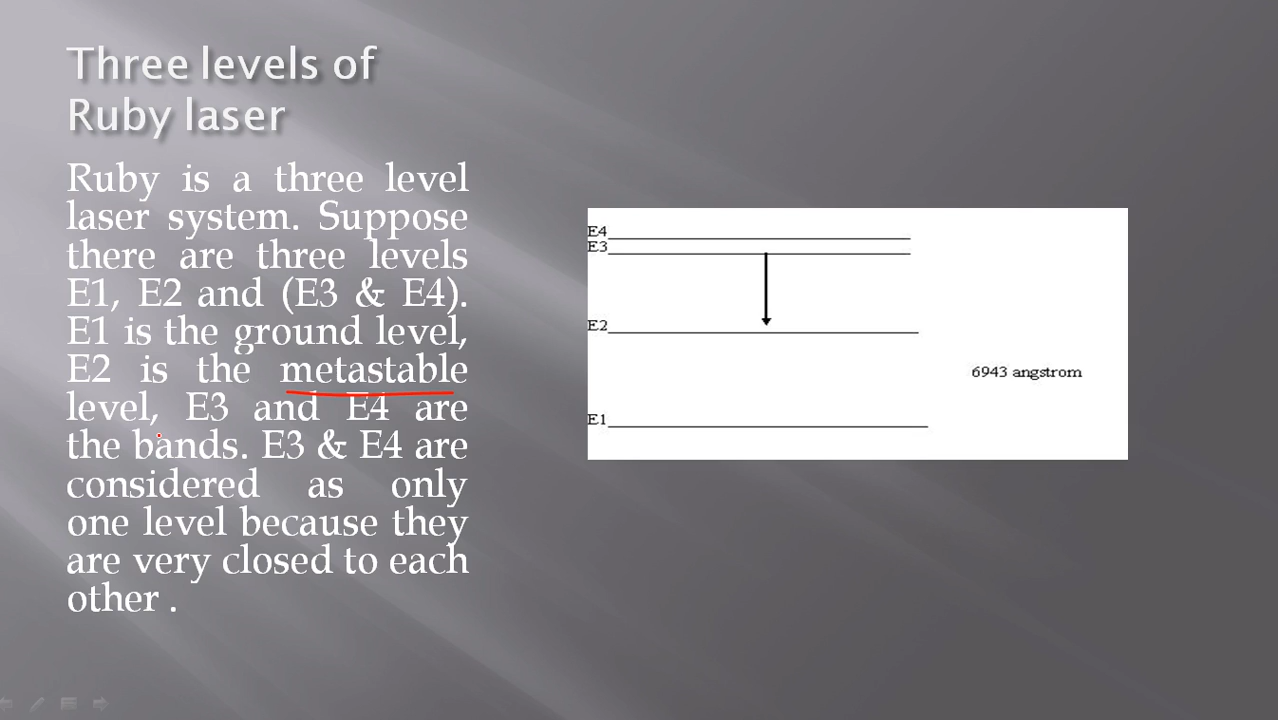 Three levels of
Ruby laser
Ruby is a three level
laser system. Suppose
there are three levels
E1, E2 and (E3 & E4).
E1 is the ground level,
E2 is the metastable
level, E3 and E4 are
the bands. E3 & E4 are
considered as only
one level because they
are very closed to each
other .
E4
E3
E2
6943 angstrom
E1